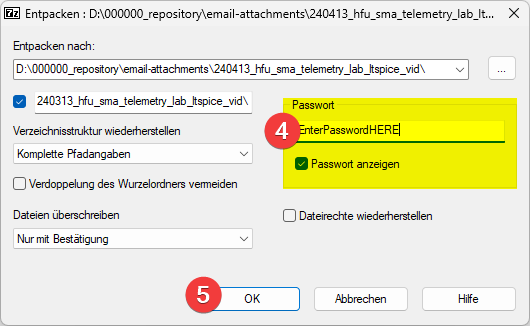 7z Entpacken : D:\000000_repository\email-attachments\240413_hfu_sma_telemetry_lab_lt...
Entpacken nach:
D:\000000_repository\email-attachments\240413_hfu_sma_telemetry_lab_ltspice_vid\
...
240313_hfu_sma_telemetry_lab_ltspice_vid\
Passwort
4 EnterPasswordHERE
Passwort anzeigen
Verzeichnisstruktur wiederherstellen
Komplette Pfadangaben
Verdoppelung des Wurzelordners vermeiden
Dateien überschreiben
Nur mit Bestätigung
Dateirechte wiederherstellen
5 OK
Abbrechen
Hilfe